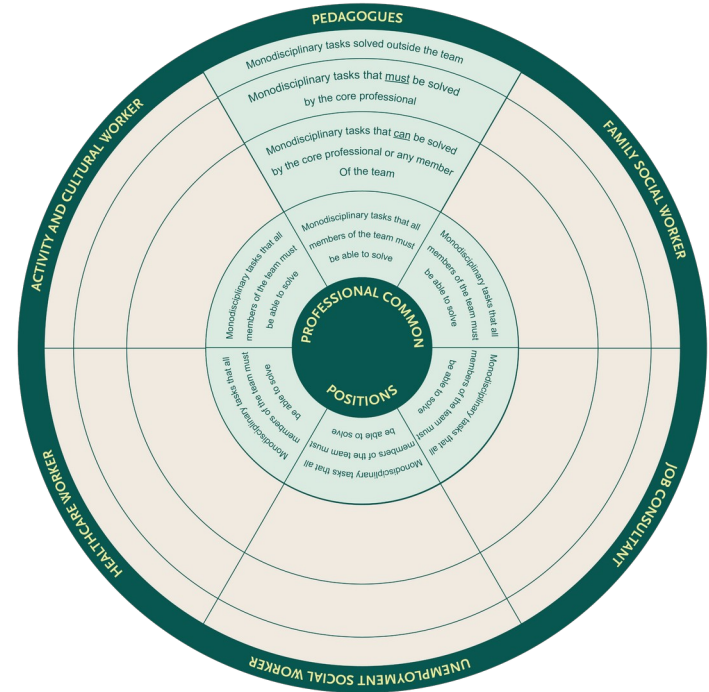 PEDAGOGUES
Monodisciplinary tasks solved outside the team
Monodisciplinary tasks that must be solved
by the core professional
Monodisciplinary tasks that can be solved
by the core professional or any member
Of the team
Monodisciplinary tasks that all
members of the team must
be able to solve
FAMILY SOCIAL WORKER
Monodisciplinary tasks that all
members of the team must
be able to solve
JOB CONSULTANT
Monodisciplinary tasks that all
members of the team must
be able to solve
UNEMPLOYMENT SOCIAL WORKER
Monodisciplinary tasks that all
members of the team must
be able to solve
HEALTHCARE WORKER
Monodisciplinary tasks that all
members of the team must
be able to solve
ACTIVITY AND CULTURAL WORKER
Monodisciplinary tasks that all
members of the team must
be able to solve
PROFESSIONAL COMMON
POSITIONS